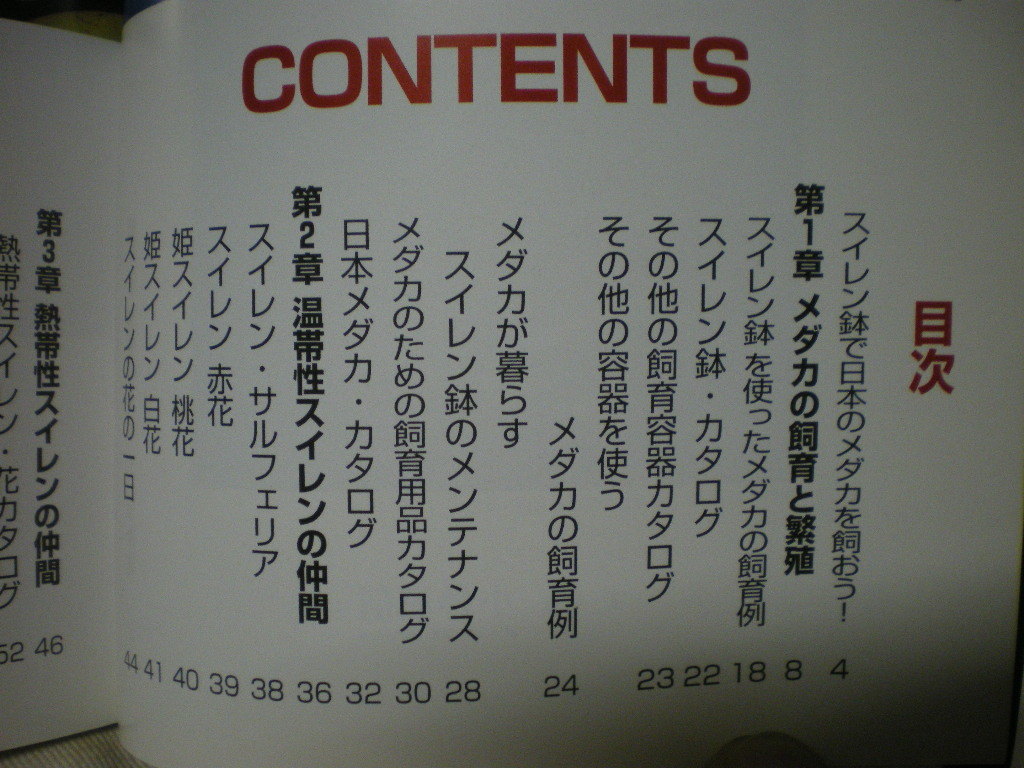 CONTENTS
目次
スイレン鉢で日本のメダカを飼おう! 4
第1章 メダカの飼育と繁殖 8
スイレン鉢を使ったメダカの飼育例 18
スイレン鉢・カタログ 22
その他の飼育容器カタログ 23
その他の容器を使う
メダカの飼育例 24
メダカが暮らす
スイレン鉢のメンテナンス 28
メダカのための飼育用品カタログ 30
日本メダカ・カタログ 32
第2章 温帯性スイレンの仲間 36
スイレン・サルフェリア 38
スイレン 赤花 39
姫スイレン 桃花 40
姫スイレン 白花 41
スイレンの花の一日 44
第3章 熱帯性スイレンの仲間 46
熱帯性スイレン・花カタログ 52